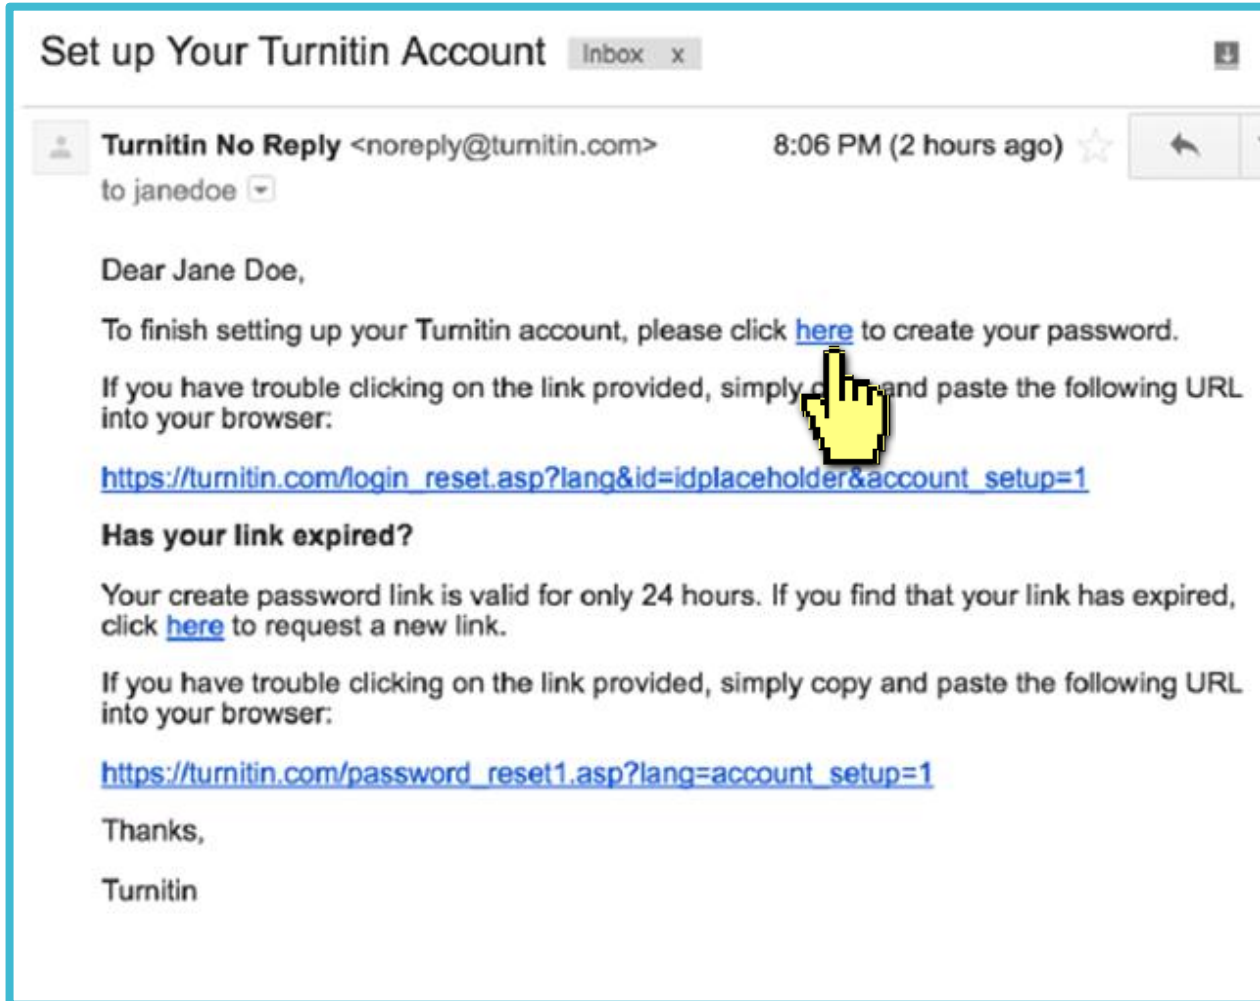 Set up Your Turnitin Account Inbox x
Turnitin No Reply <noreply@turnitin.com> 8:06 PM (2 hours ago)
to janedoe
Dear Jane Doe,
To finish setting up your Turnitin account, please click here to create your password.
If you have trouble clicking on the link provided, simply and paste the following URL
into your browser:
https://turnitin.com/login_reset.asp?lang&id=idplaceholder&account_setup=1
Has your link expired?
Your create password link is valid for only 24 hours. If you find that your link has expired,
click here to request a new link.
If you have trouble clicking on the link provided, simply copy and paste the following URL
into your browser:
https://turnitin.com/password_reset1.asp?lang=account_setup=1
Thanks,
Turnitin